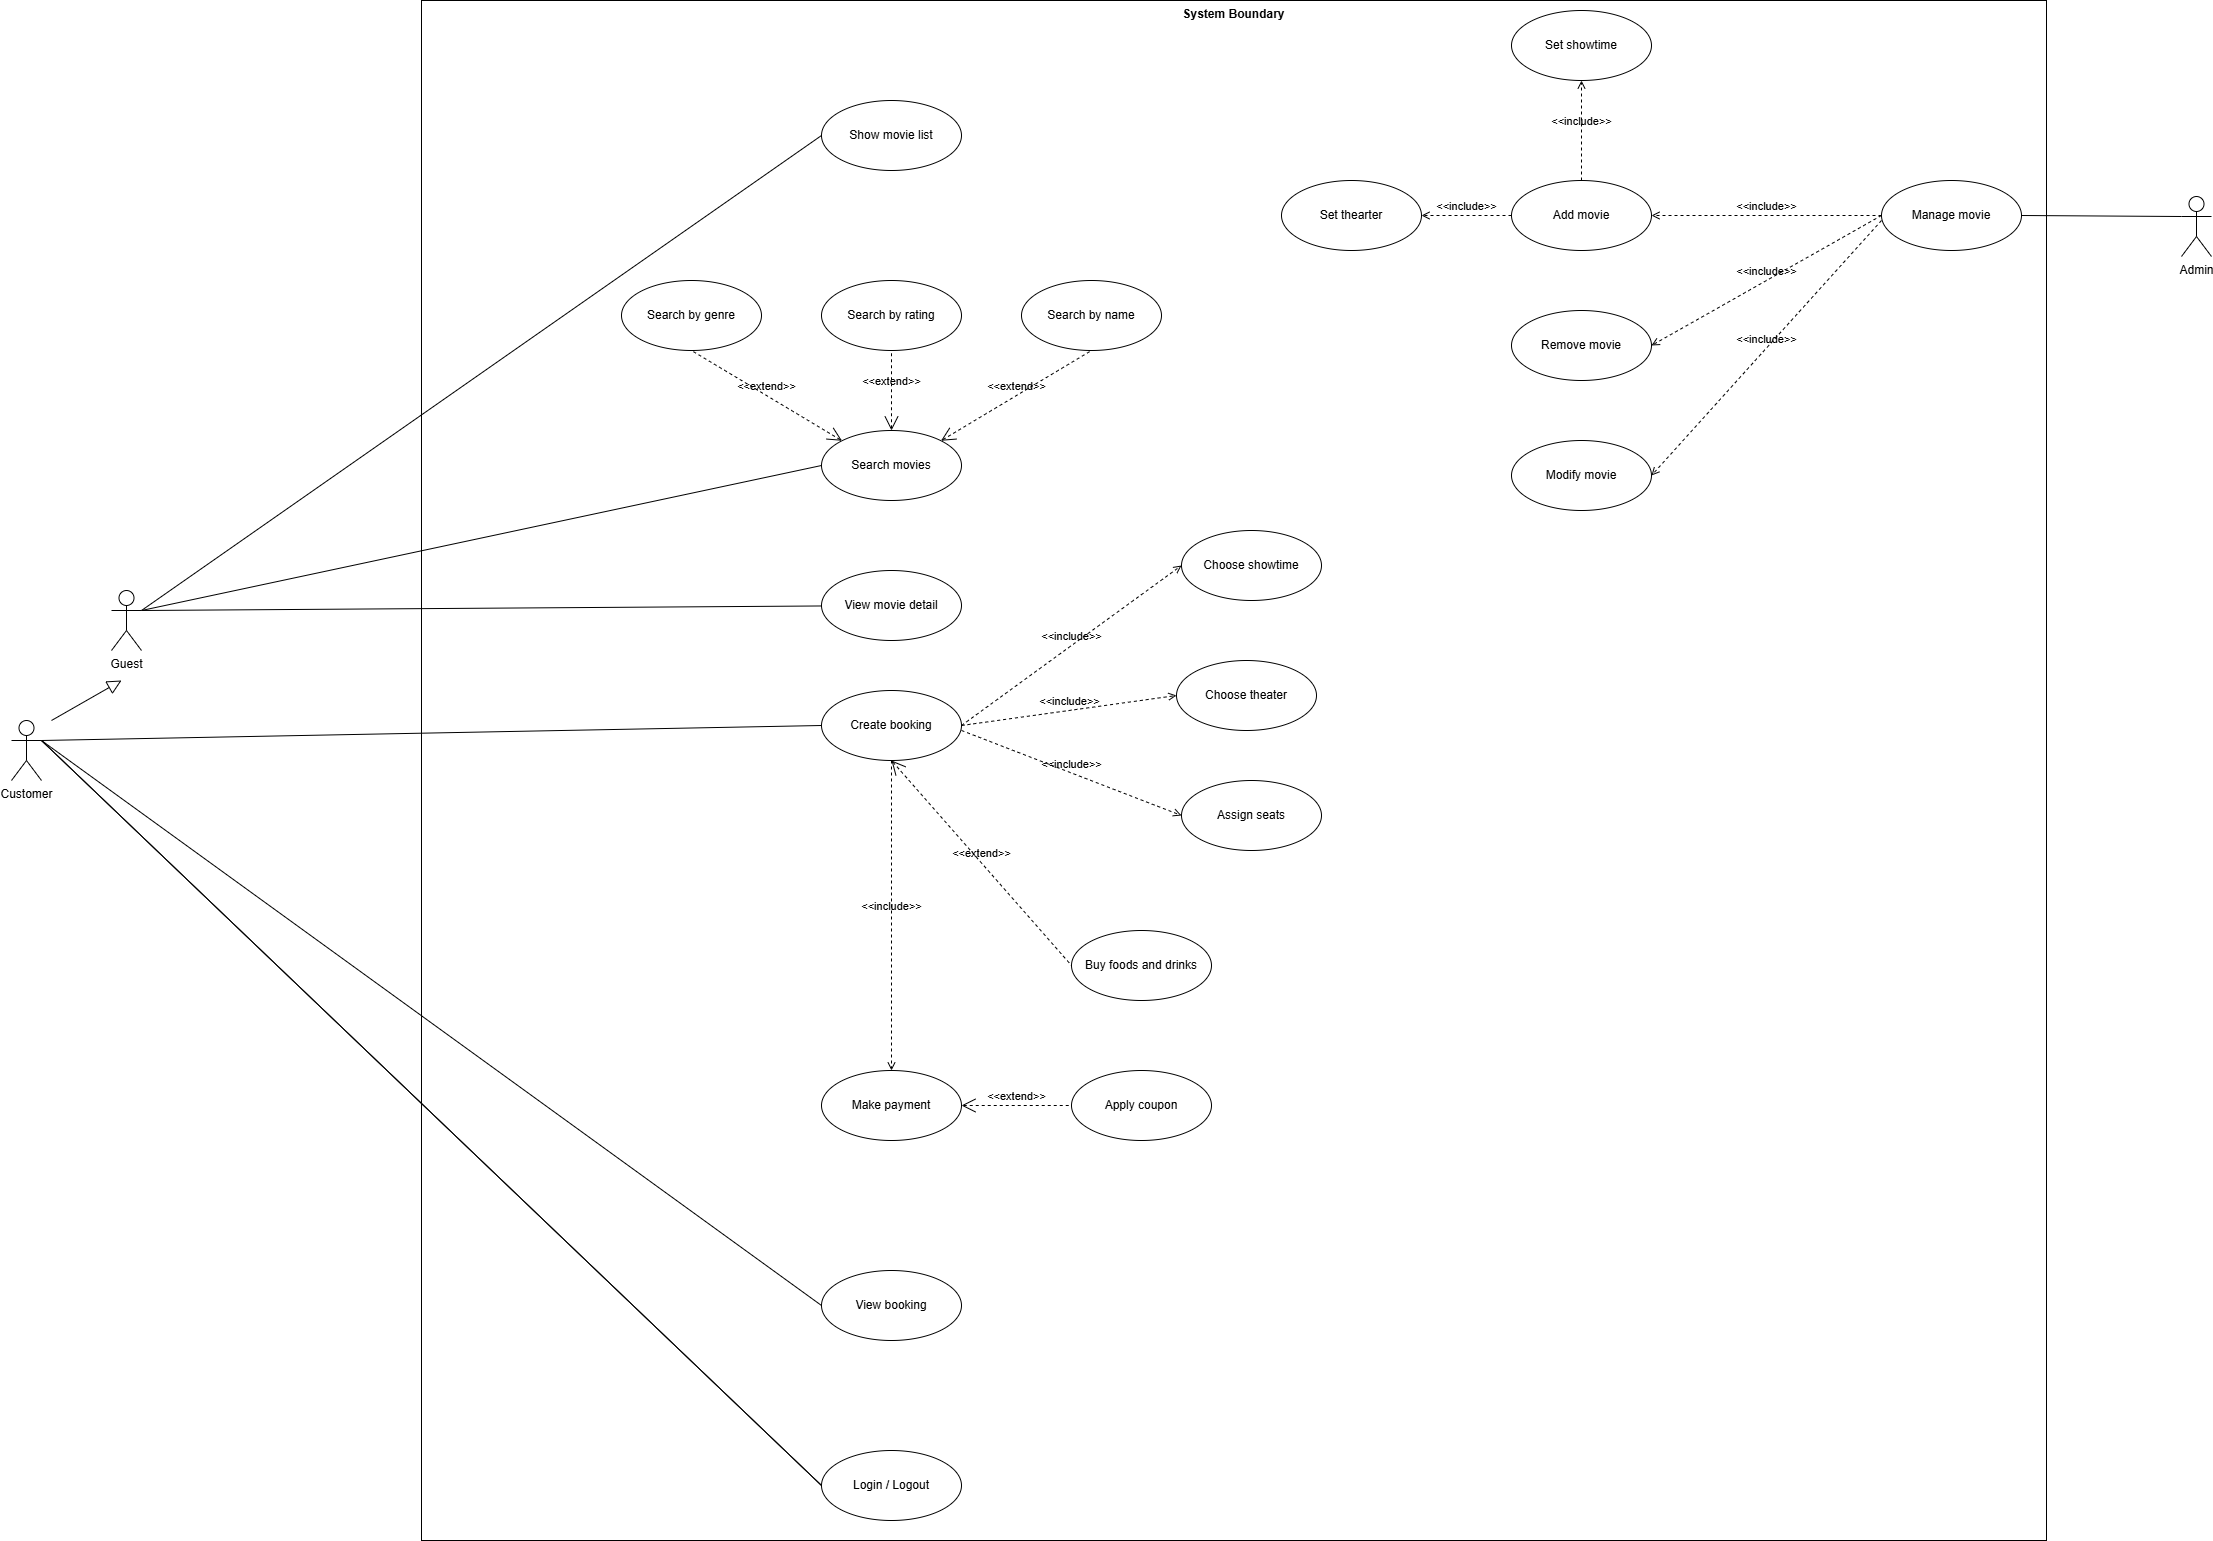 System Boundary
Set showtime
<<include>>
Show movie list
Set thearter
<<include>>
Add movie
<<include>>
Manage movie
Admin
<<include>>
Remove movie
<<include>>
Modify movie
Search by genre
Search by rating
Search by name
<<extend>>
<<extend>>
<<extend>>
Search movies
Guest
View movie detail
Choose showtime
<<include>>
Customer
Create booking
<<include>>
Choose theater
<<include>>
Assign seats
<<extend>>
<<include>>
Buy foods and drinks
Make payment
<<extend>>
Apply coupon
View booking
Login / Logout